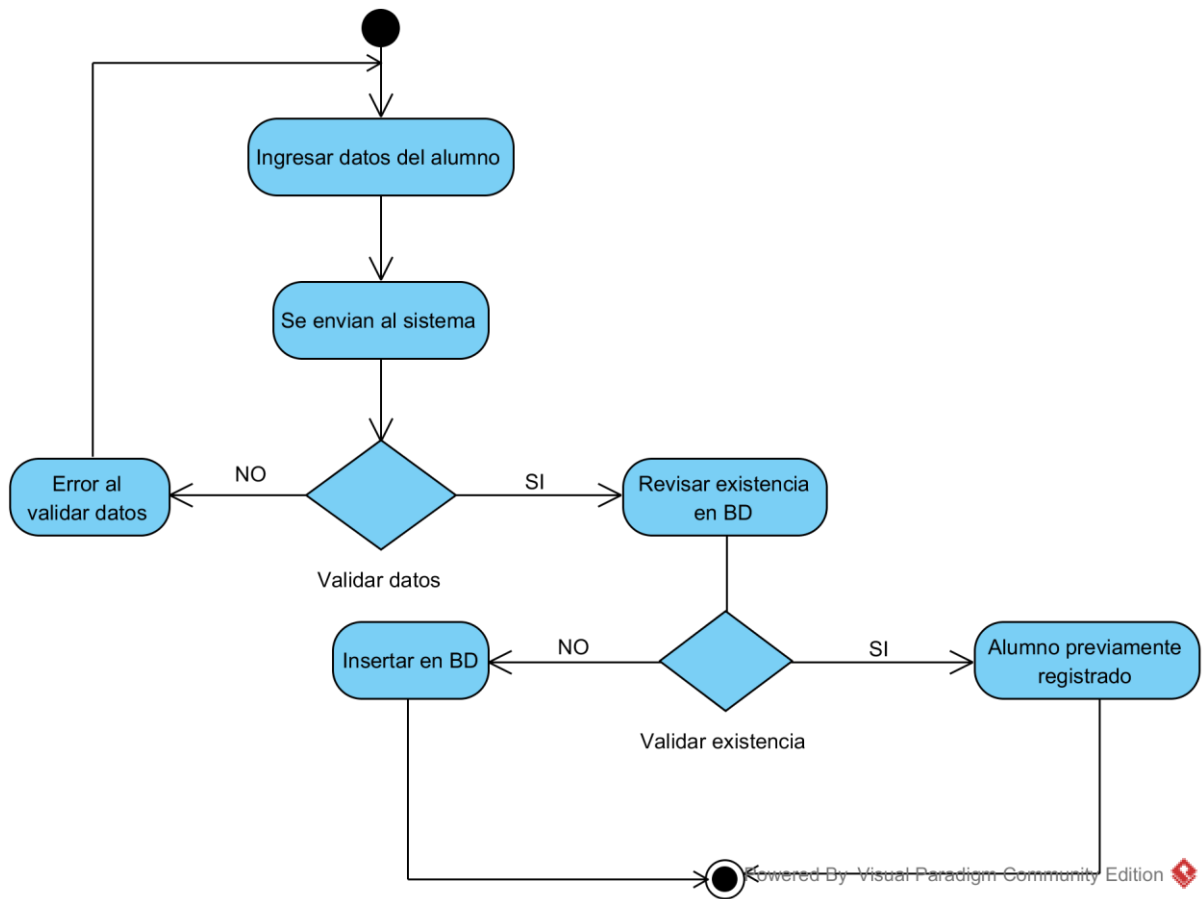 Ingresar datos del alumno
Se envian al sistema
NO
SI
Error al
validar datos
Revisar existencia
en BD
Validar datos
NO
SI
Insertar en BD
Alumno previamente
registrado
Validar existencia
Powered By Visual Paradigm Community Edition